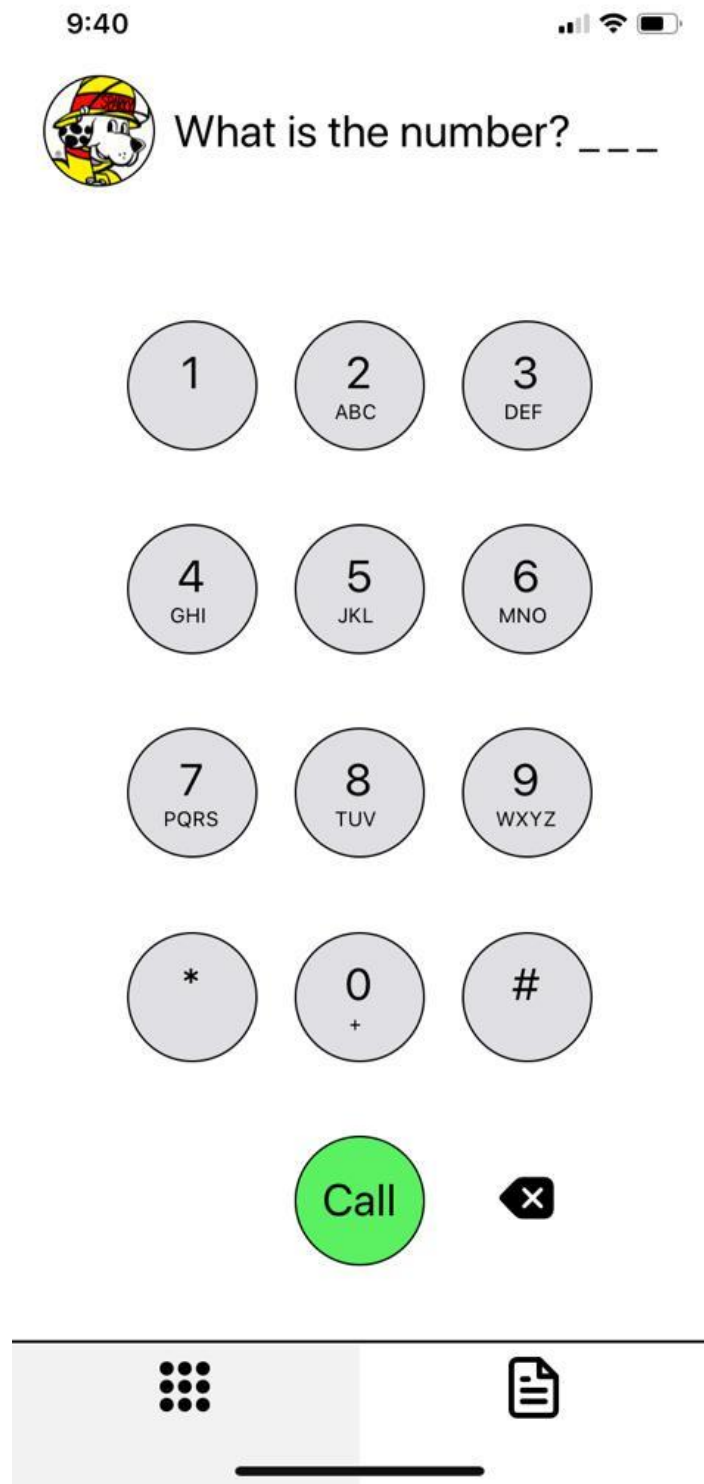 9:40
SPARKY
What is the number? _ _ _
1
2
ABC
3
DEF
4
GHI
5
JKL
6
MNO
7
PQRS
8
TUV
9
WXYZ
*
0
+
#
Call